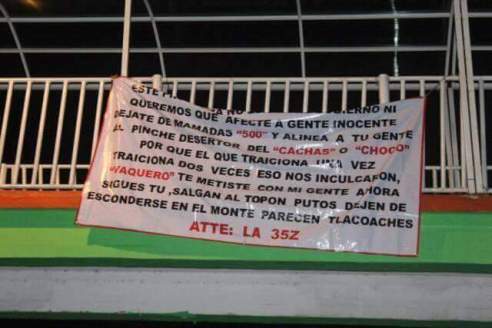 ESTE NI
QUEREMOS QUE AFECTE A GENTE INOCENTE
DEJATE DE MAMADAS "500" Y ALINEA A TU GENTE
AL PINCHE DESERTOR DEL "CACHAS" O "CHOCO"
POR QUE EL QUE TRAICIONA UNA VEZ
TRAICIONA DOS VECES ESO NOS INCULCARON,
"YAQUERO" TE METISTE CON MI GENTE AHORA
SIGUES TU ,SALGAN AL TOPON PUTOS DEJEN DE
ESCONDERSE EN EL MONTE PARECEN TLACOACHES
ATTE: LA 35Z